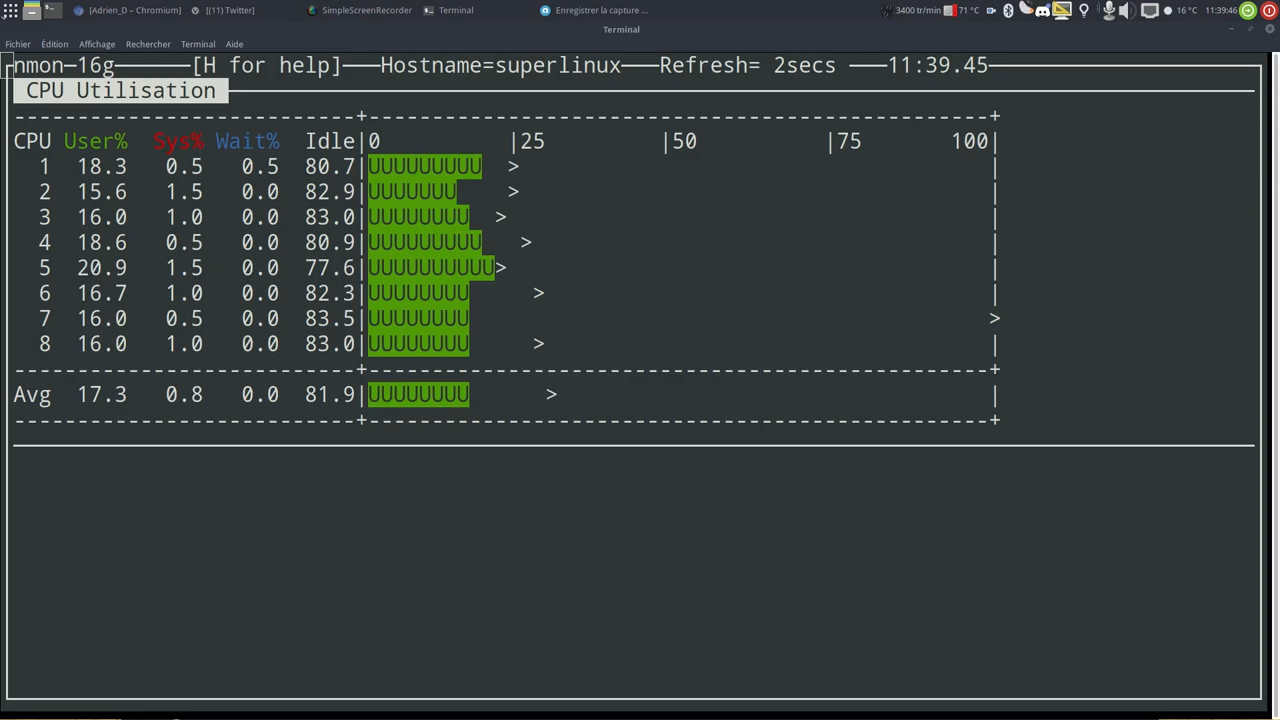 [Adrien_D – Chromium] [(11) Twitter] SimpleScreenRecorder Terminal Enregistrer la capture ... 3400 tr/min 71 °C 16 °C 11:39:46
Terminal
Fichier Édition Affichage Rechercher Terminal Aide
nmon─16g──────[H for help]───Hostname=superlinux───Refresh= 2secs ───11:39.45
CPU Utilisation
---------------------------+-------------------------------------------------+
CPU User% Sys% Wait% Idle|0 |25 |50 |75 100|
1 18.3 0.5 0.5 80.7|UUUUUUUUU > |
2 15.6 1.5 0.0 82.9|UUUUUUU > |
3 16.0 1.0 0.0 83.0|UUUUUUUU > |
4 18.6 0.5 0.0 80.9|UUUUUUUUU > |
5 20.9 1.5 0.0 77.6|UUUUUUUUUU> |
6 16.7 1.0 0.0 82.3|UUUUUUUU > |
7 16.0 0.5 0.0 83.5|UUUUUUUU >
8 16.0 1.0 0.0 83.0|UUUUUUUU > |
---------------------------+-------------------------------------------------+
Avg 17.3 0.8 0.0 81.9|UUUUUUUU > |
---------------------------+-------------------------------------------------+